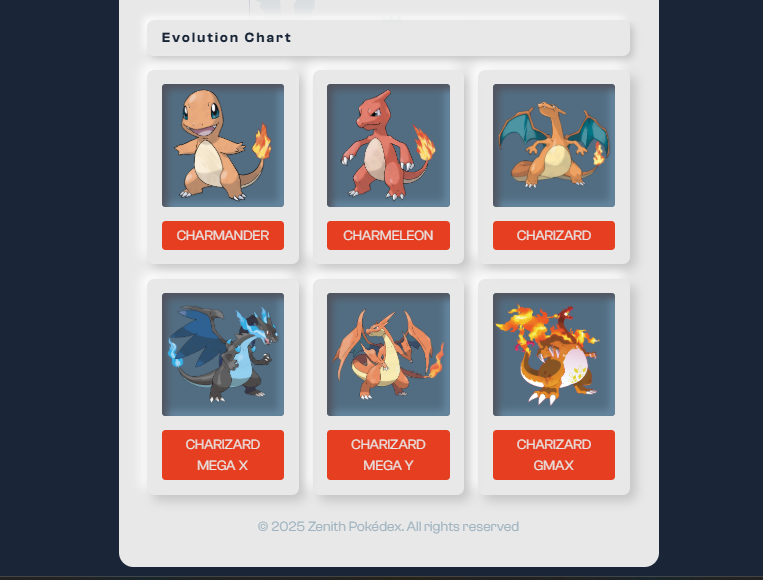 Evolution Chart
CHARMANDER
CHARMELEON
CHARIZARD
CHARIZARD
MEGA X
CHARIZARD
MEGA Y
CHARIZARD
GMAX
© 2025 Zenith Pokédex. All rights reserved